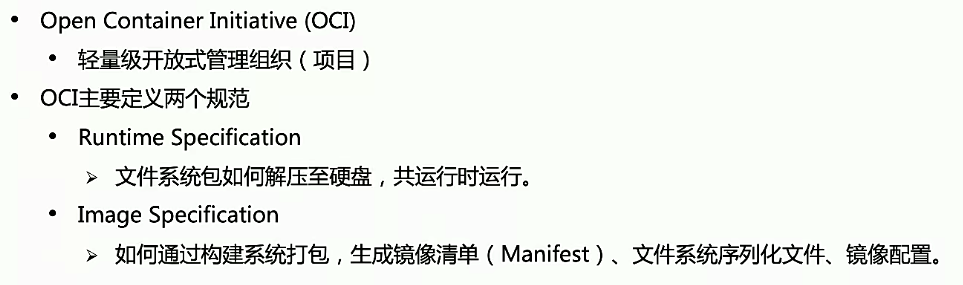 • Open Container Initiative (OCI)
• 轻量级开放式管理组织（项目）
• OCI主要定义两个规范
• Runtime Specification
➢ 文件系统包如何解压至硬盘，共运行时运行。
• Image Specification
➢ 如何通过构建系统打包，生成镜像清单（Manifest）、文件系统序列化文件、镜像配置。